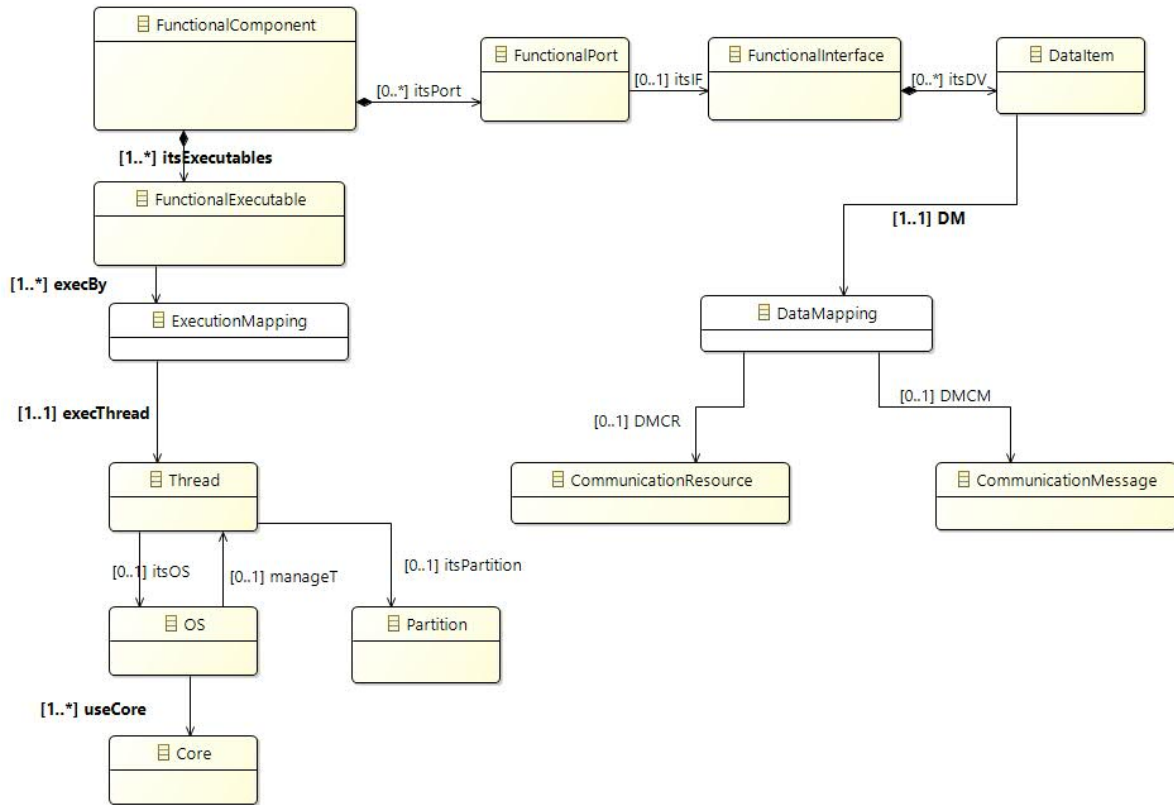 FunctionalComponent
FunctionalPort
FunctionalInterface
DataItem
[0..*] itsPort
[0..1] itsIF
[0..*] itsDV
[1..*] itsExecutables
FunctionalExecutable
[1..1] DM
[1..*] execBy
ExecutionMapping
DataMapping
[1..1] execThread
[0..1] DMCR
[0..1] DMCM
Thread
CommunicationResource
CommunicationMessage
[0..1] itsOS
[0..1] manageT
[0..1] itsPartition
OS
Partition
[1..*] useCore
Core